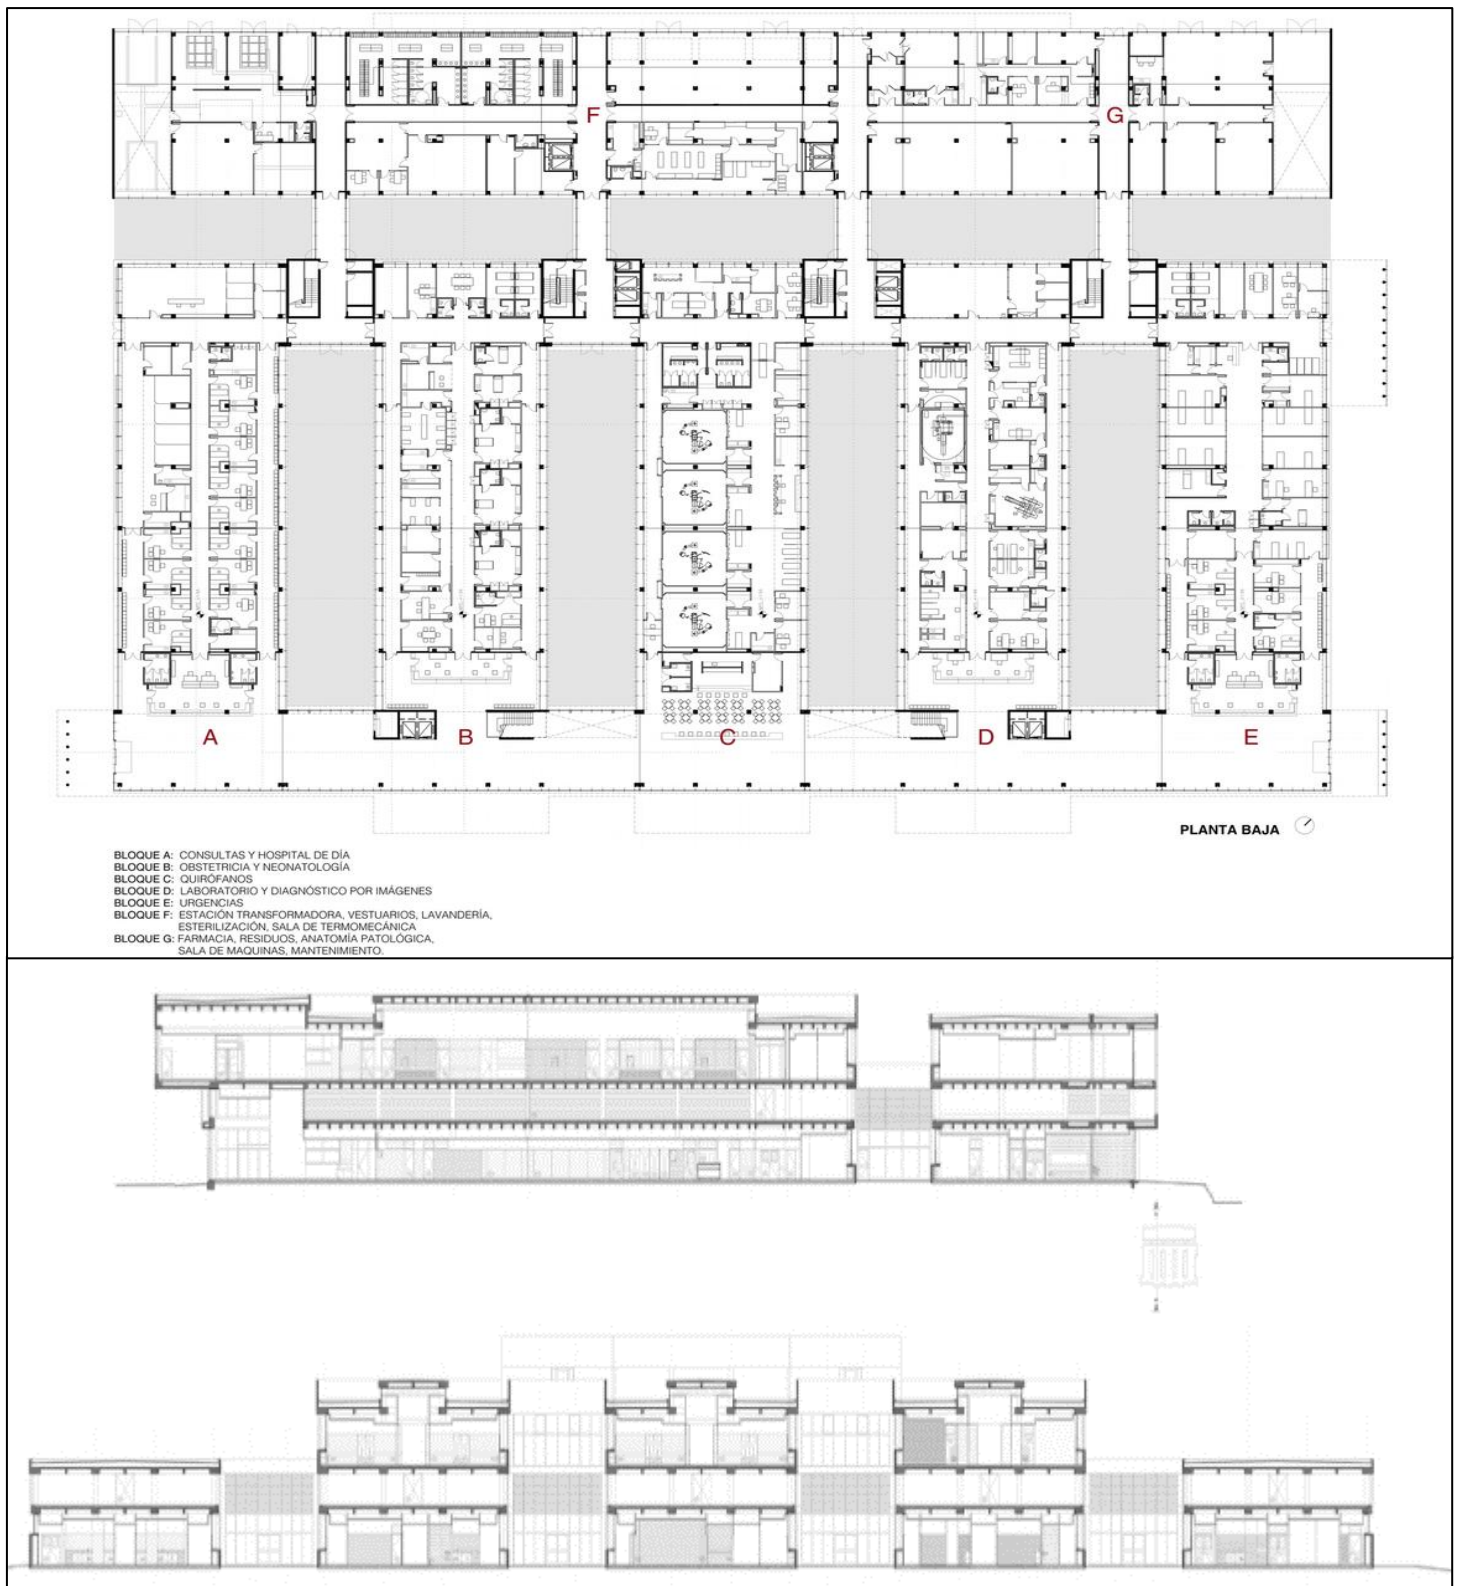 F
G
A
B
C
D
E
PLANTA BAJA
BLOQUE A: CONSULTAS Y HOSPITAL DE DÍA
BLOQUE B: OBSTETRICIA Y NEONATOLOGÍA
BLOQUE C: QUIRÓFANOS
BLOQUE D: LABORATORIO Y DIAGNÓSTICO POR IMÁGENES
BLOQUE E: URGENCIAS
BLOQUE F: ESTACIÓN TRANSFORMADORA, VESTUARIOS, LAVANDERÍA,
ESTERILIZACIÓN, SALA DE TERMOMECÁNICA
BLOQUE G: FARMACIA, RESIDUOS, ANATOMÍA PATOLÓGICA,
SALA DE MAQUINAS, MANTENIMIENTO.